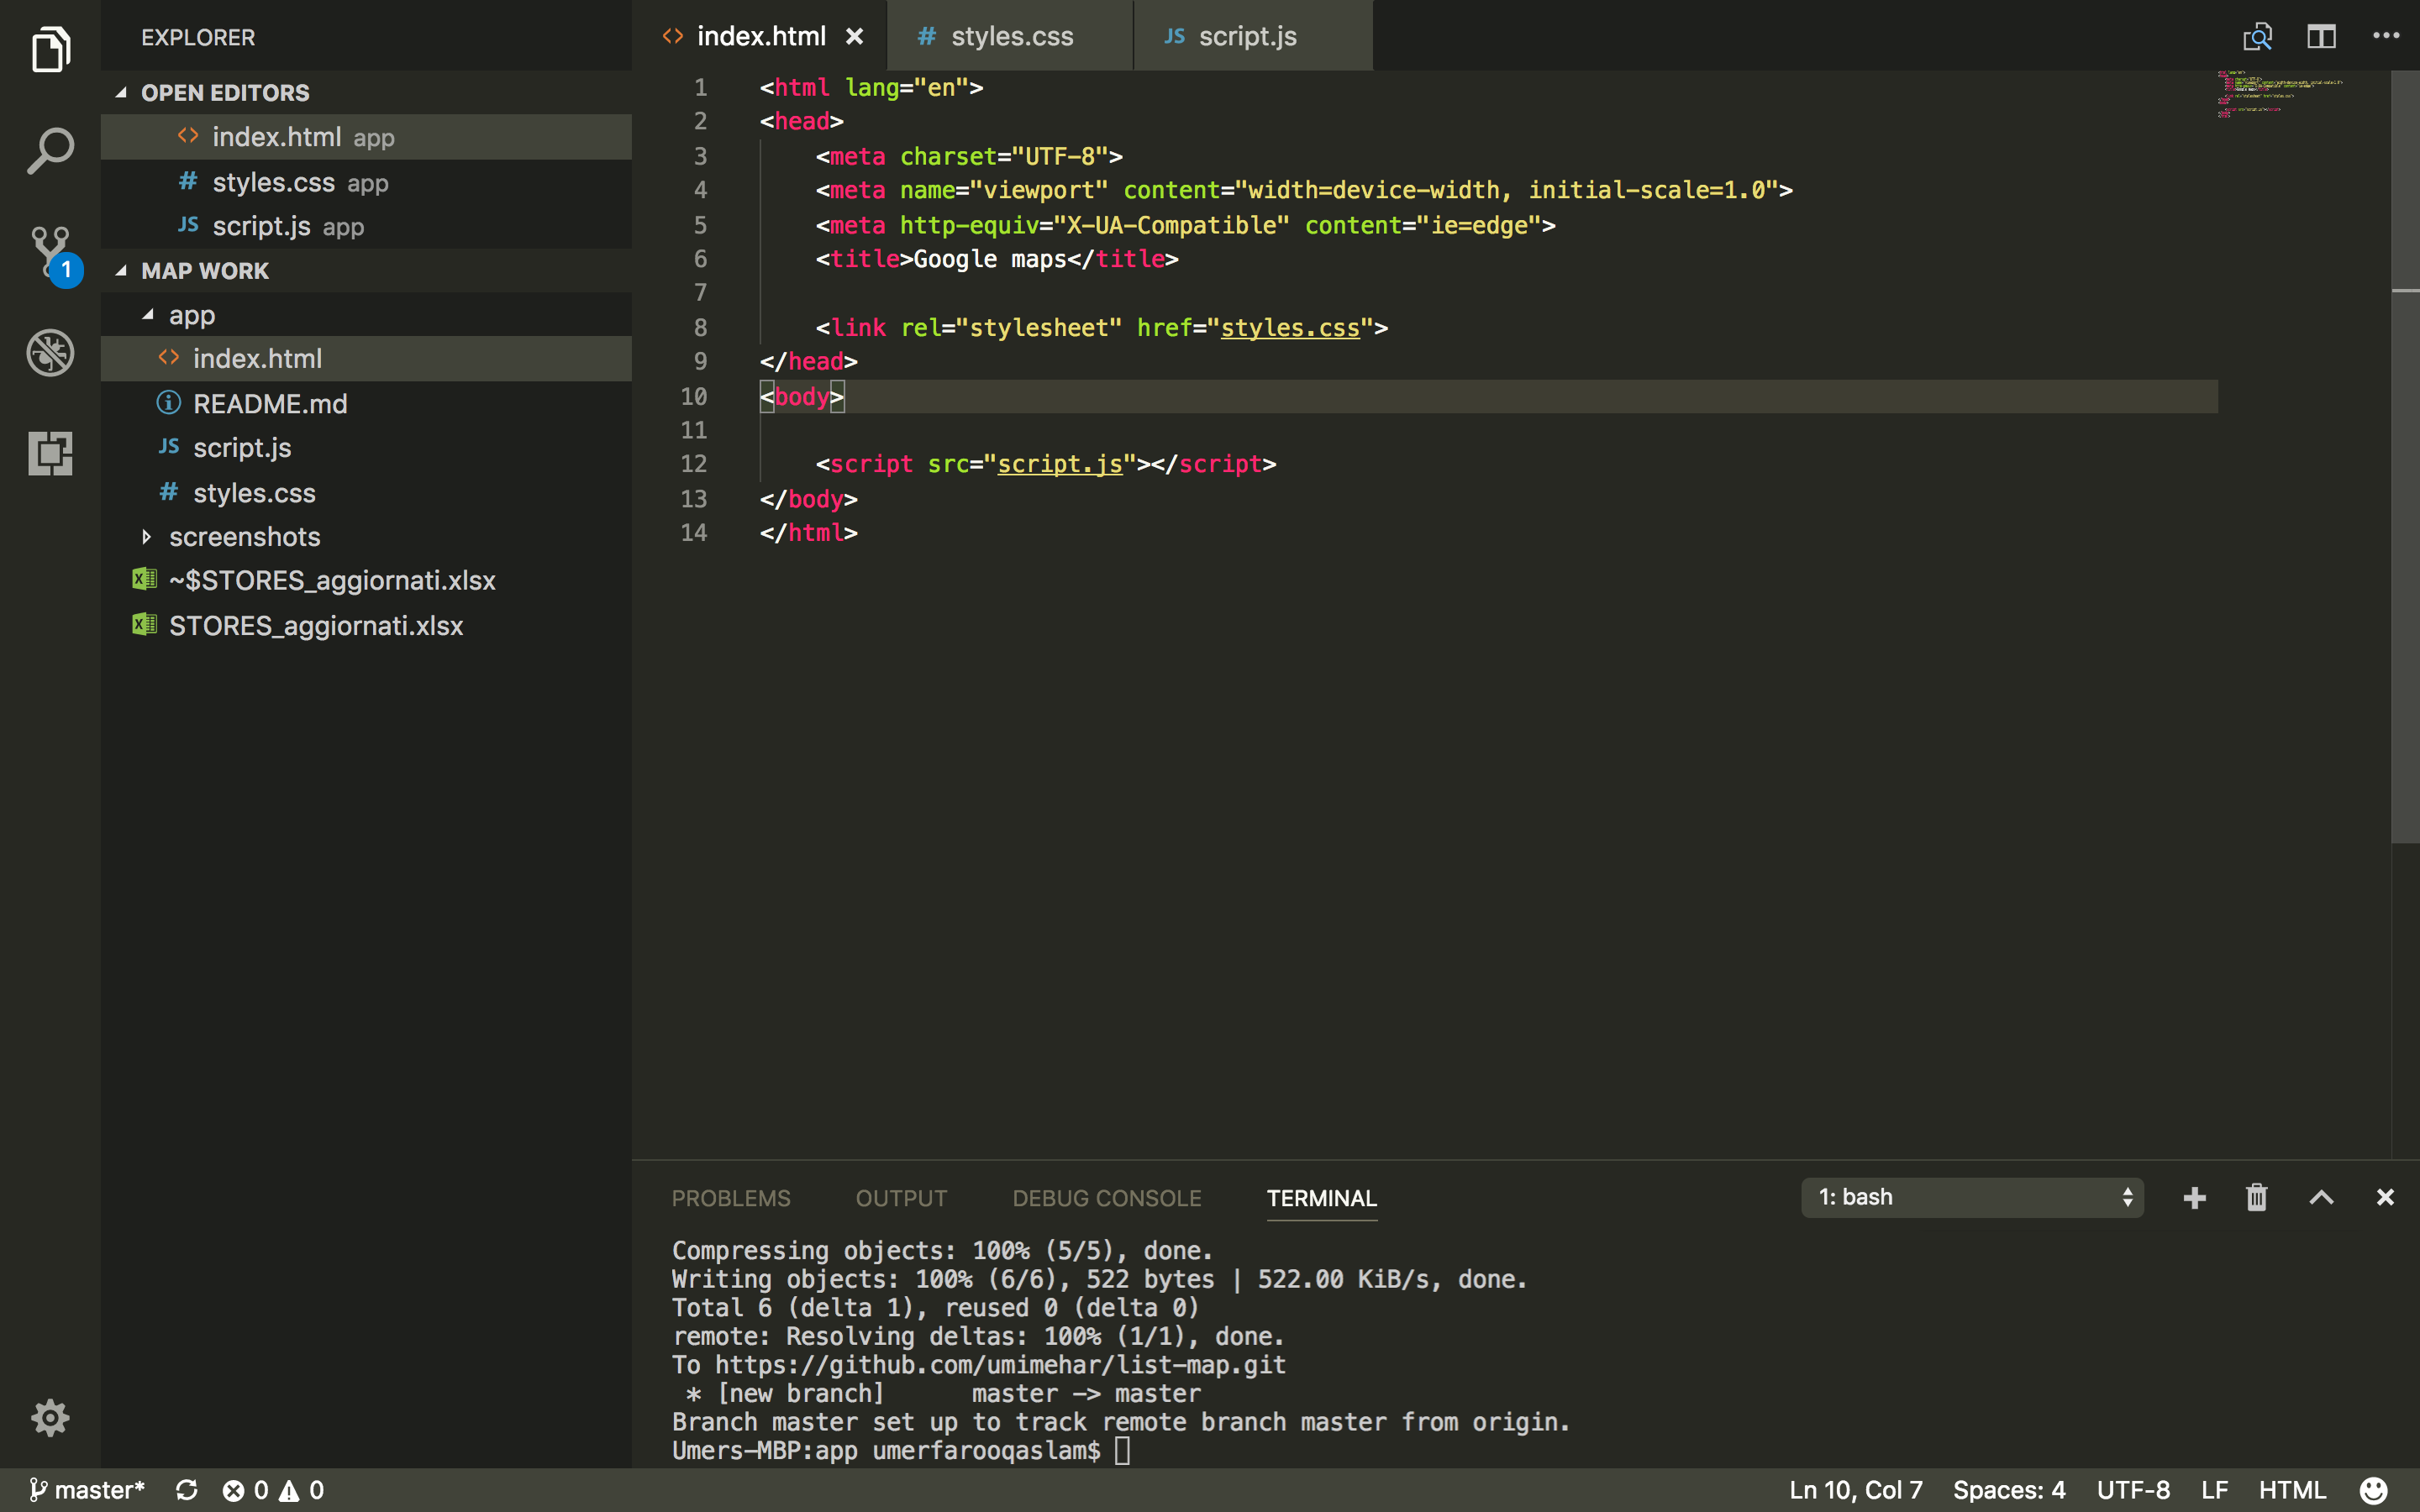 EXPLORER
OPEN EDITORS
index.html app
styles.css app
JS script.js app
1
MAP WORK
app
index.html
README.md
JS script.js
# styles.css
screenshots
~$STORES_aggiornati.xlsx
STORES_aggiornati.xlsx
<> index.html
# styles.css
JS script.js
1 <html lang="en">
2 <head>
3     <meta charset="UTF-8">
4     <meta name="viewport" content="width=device-width, initial-scale=1.0">
5     <meta http-equiv="X-UA-Compatible" content="ie=edge">
6     <title>Google maps</title>
7
8     <link rel="stylesheet" href="styles.css">
9 </head>
10 <body>
11
12     <script src="script.js"></script>
13 </body>
14 </html>
PROBLEMS OUTPUT DEBUG CONSOLE TERMINAL 1: bash
Compressing objects: 100% (5/5), done.
Writing objects: 100% (6/6), 522 bytes | 522.00 KiB/s, done.
Total 6 (delta 1), reused 0 (delta 0)
remote: Resolving deltas: 100% (1/1), done.
To https://github.com/umimehar/list-map.git
 * [new branch]      master -> master
Branch master set up to track remote branch master from origin.
Umers-MBP:app umerfarooqaslam$
master* 0 0 Ln 10, Col 7 Spaces: 4 UTF-8 LF HTML